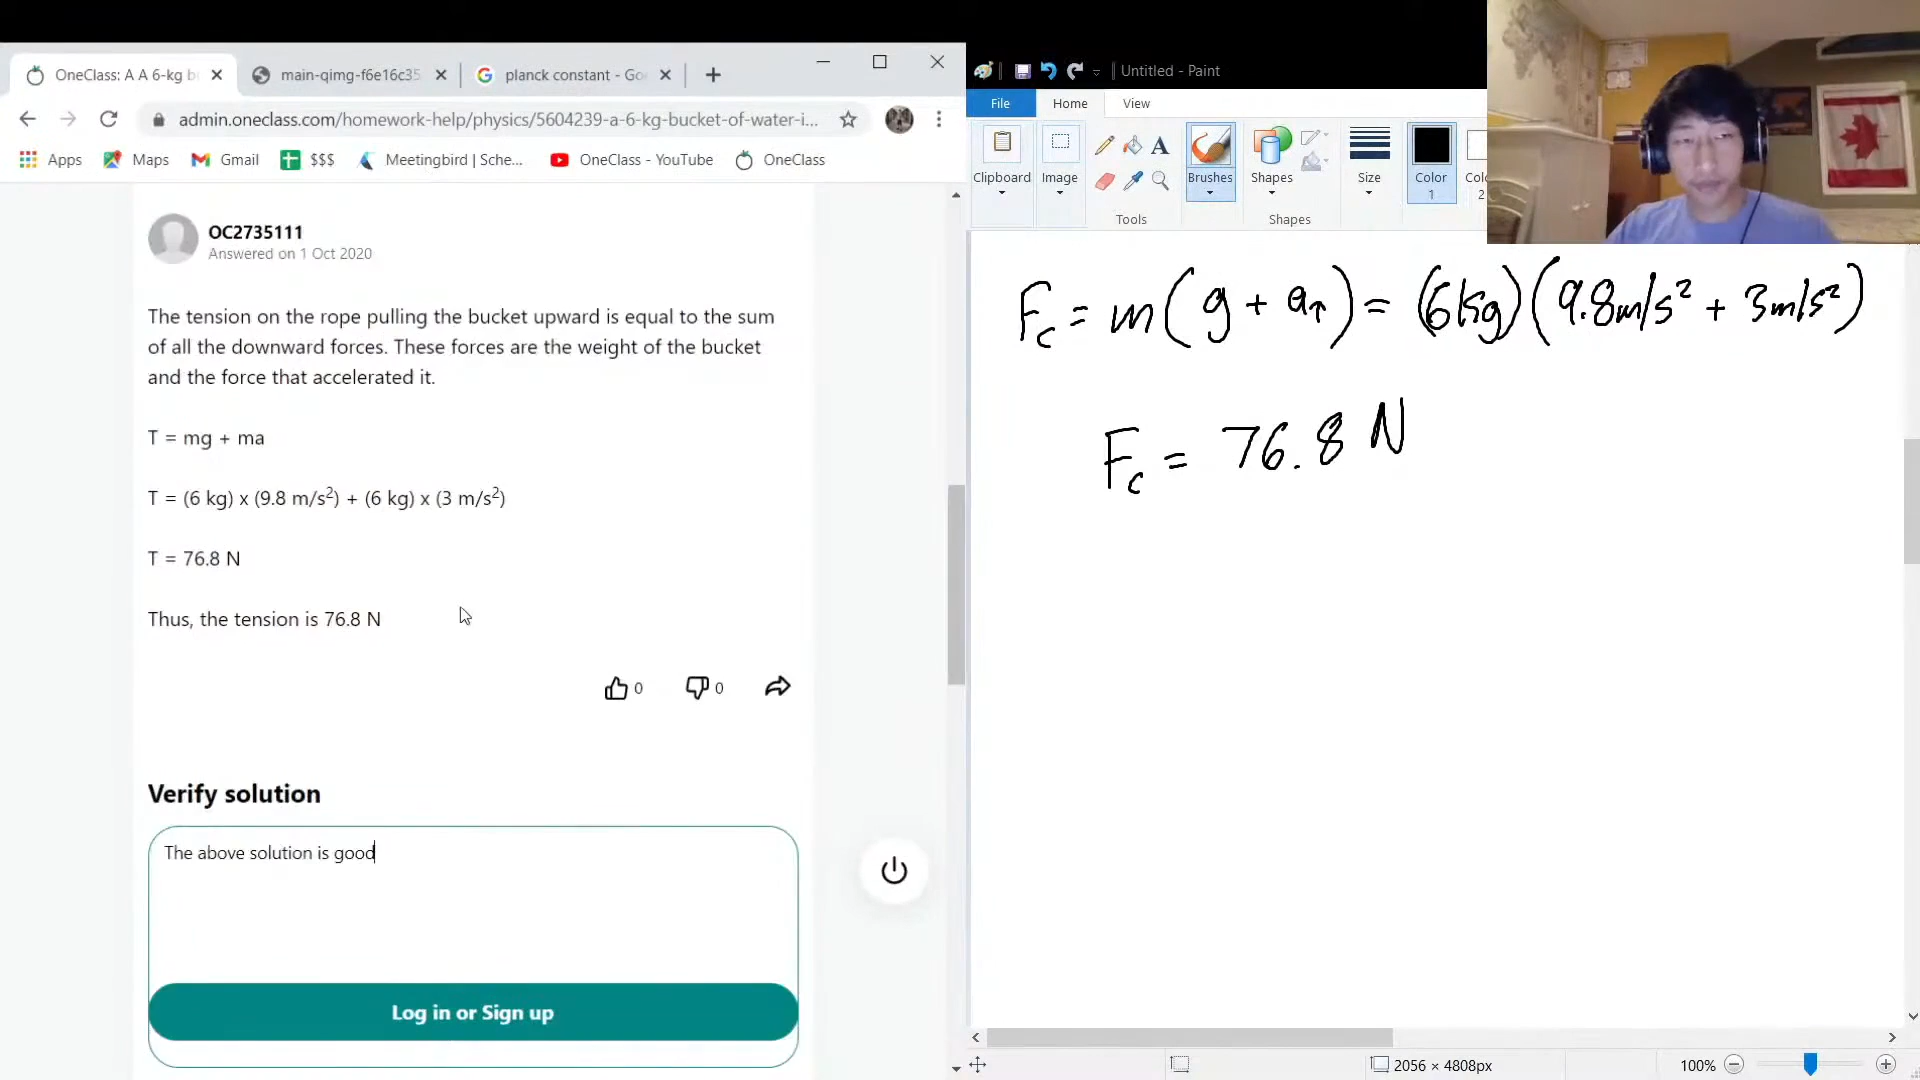 OneClass: A A 6-kg b
main-qimg-f6e16c35
planck constant - Go
admin.oneclass.com/homework-help/physics/5604239-a-6-kg-bucket-of-water-i...
Apps
Maps
Gmail
$$$
Meetingbird | Sche...
OneClass - YouTube
OneClass
OC2735111
Answered on 1 Oct 2020
The tension on the rope pulling the bucket upward is equal to the sum
of all the downward forces. These forces are the weight of the bucket
and the force that accelerated it.
T = mg + ma
T = (6 kg) x (9.8 m/s²) + (6 kg) x (3 m/s²)
T = 76.8 N
Thus, the tension is 76.8 N
0
0
Verify solution
The above solution is good
Log in or Sign up
Untitled - Paint
File
Home
View
Clipboard
Image
Tools
Brushes
Shapes
Shapes
Size
Color
1
Colo
2
Fc = m(g + a↑) = (6kg)(9.8m/s² + 3m/s²)
Fc = 76.8 N
2056 × 4808px
100%